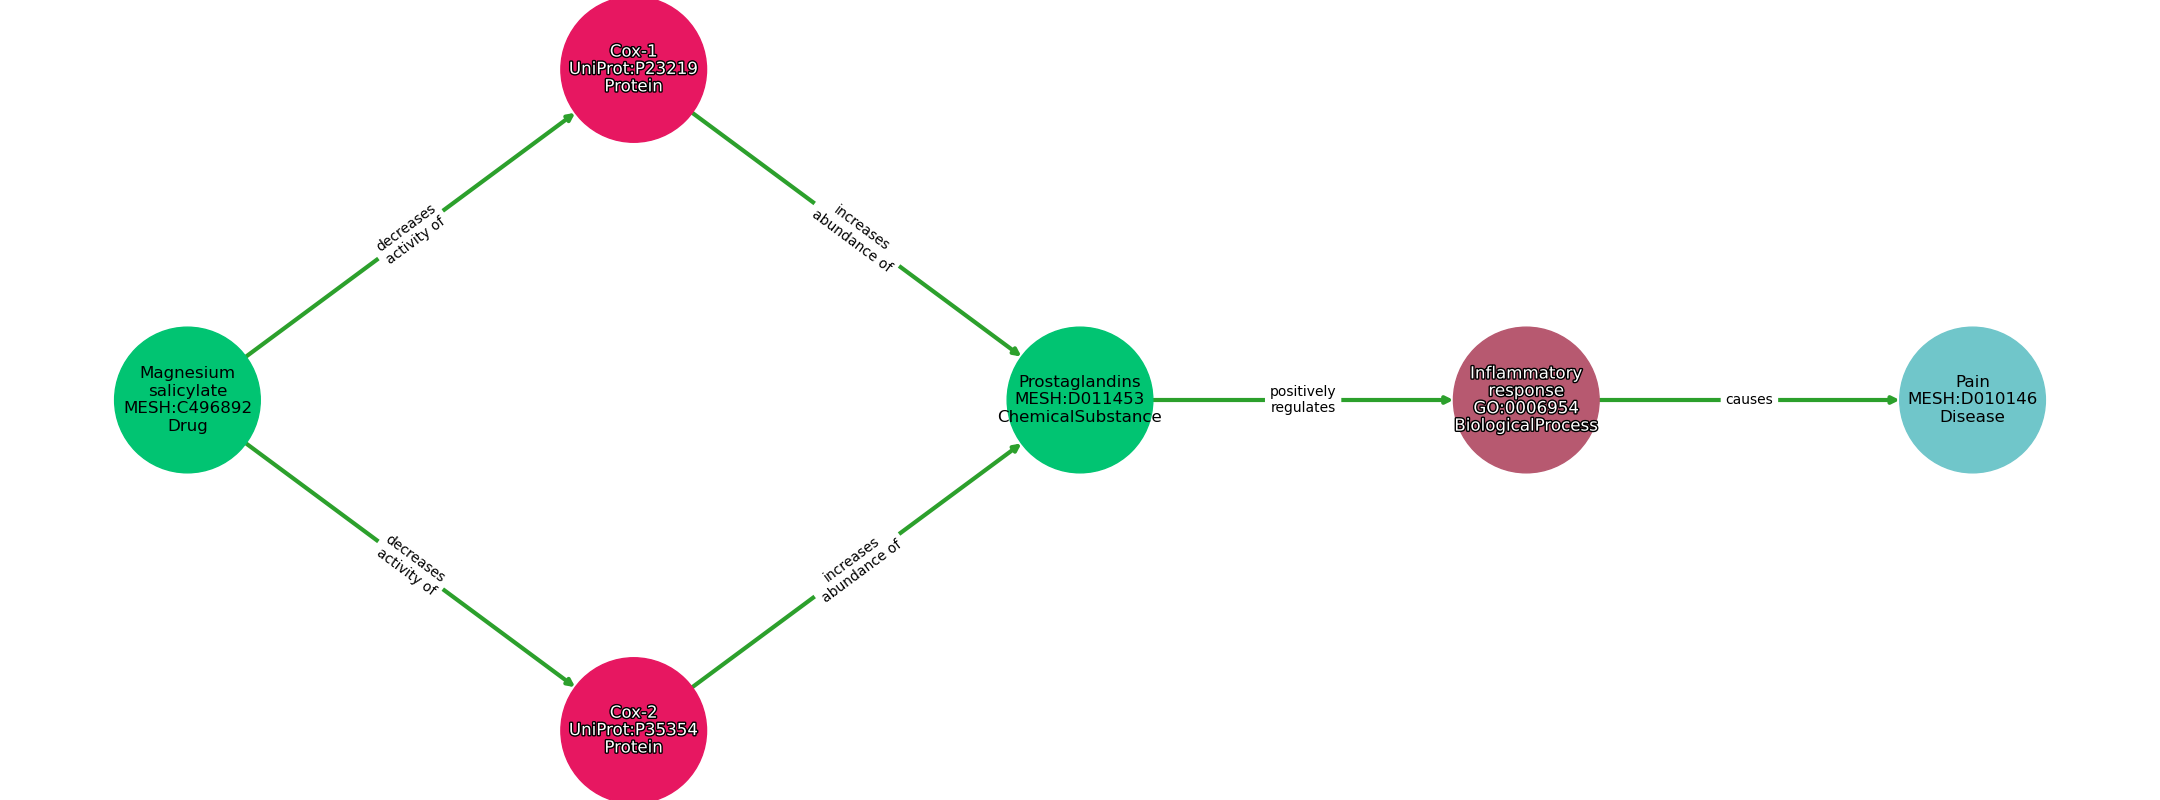 Cox-1
UniProt:P23219
Protein
decreases
activity of
increases
abundance of
Magnesium
salicylate
MESH:C496892
Drug
Prostaglandins
MESH:D011453
ChemicalSubstance
positively
regulates
Inflammatory
response
GO:0006954
BiologicalProcess
causes
Pain
MESH:D010146
Disease
decreases
activity of
increases
abundance of
Cox-2
UniProt:P35354
Protein